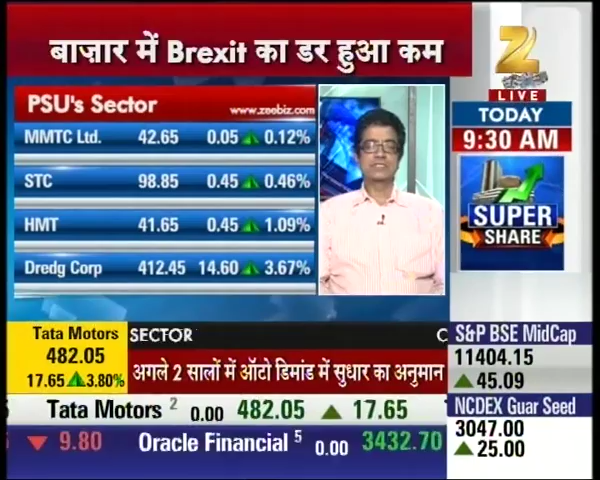 बाज़ार में Brexit का डर हुआ कम
LIVE
PSU's Sector www.zeebiz.com
MMTC Ltd. 42.65 0.05 0.12%
STC 98.85 0.45 0.46%
HMT 41.65 0.45 1.09%
Dredg Corp 412.45 14.60 3.67%
TODAY
9:30 AM
SUPER
SHARE
Tata Motors
482.05
17.65 3.80%
SECTOR
अगले 2 सालों में ऑटो डिमांड में सुधार का अनुमान
S&P BSE MidCap
11404.15
45.09
NCDEX Guar Seed
3047.00
25.00
Tata Motors 2 0.00 482.05 17.65
9.80 Oracle Financial 5 0.00 3432.70